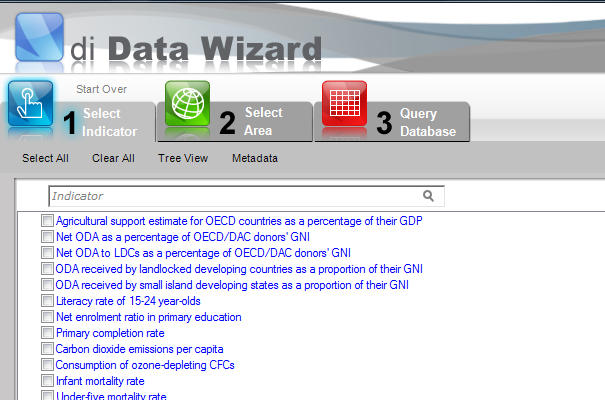 di Data Wizard
Start Over
1 Select Indicator
2 Select Area
3 Query Database
Select All Clear All Tree View Metadata
Indicator
Agricultural support estimate for OECD countries as a percentage of their GDP
Net ODA as a percentage of OECD/DAC donors' GNI
Net ODA to LDCs as a percentage of OECD/DAC donors' GNI
ODA received by landlocked developing countries as a proportion of their GNI
ODA received by small island developing states as a proportion of their GNI
Literacy rate of 15-24 year-olds
Net enrolment ratio in primary education
Primary completion rate
Carbon dioxide emissions per capita
Consumption of ozone-depleting CFCs
Infant mortality rate
Under-five mortality rate